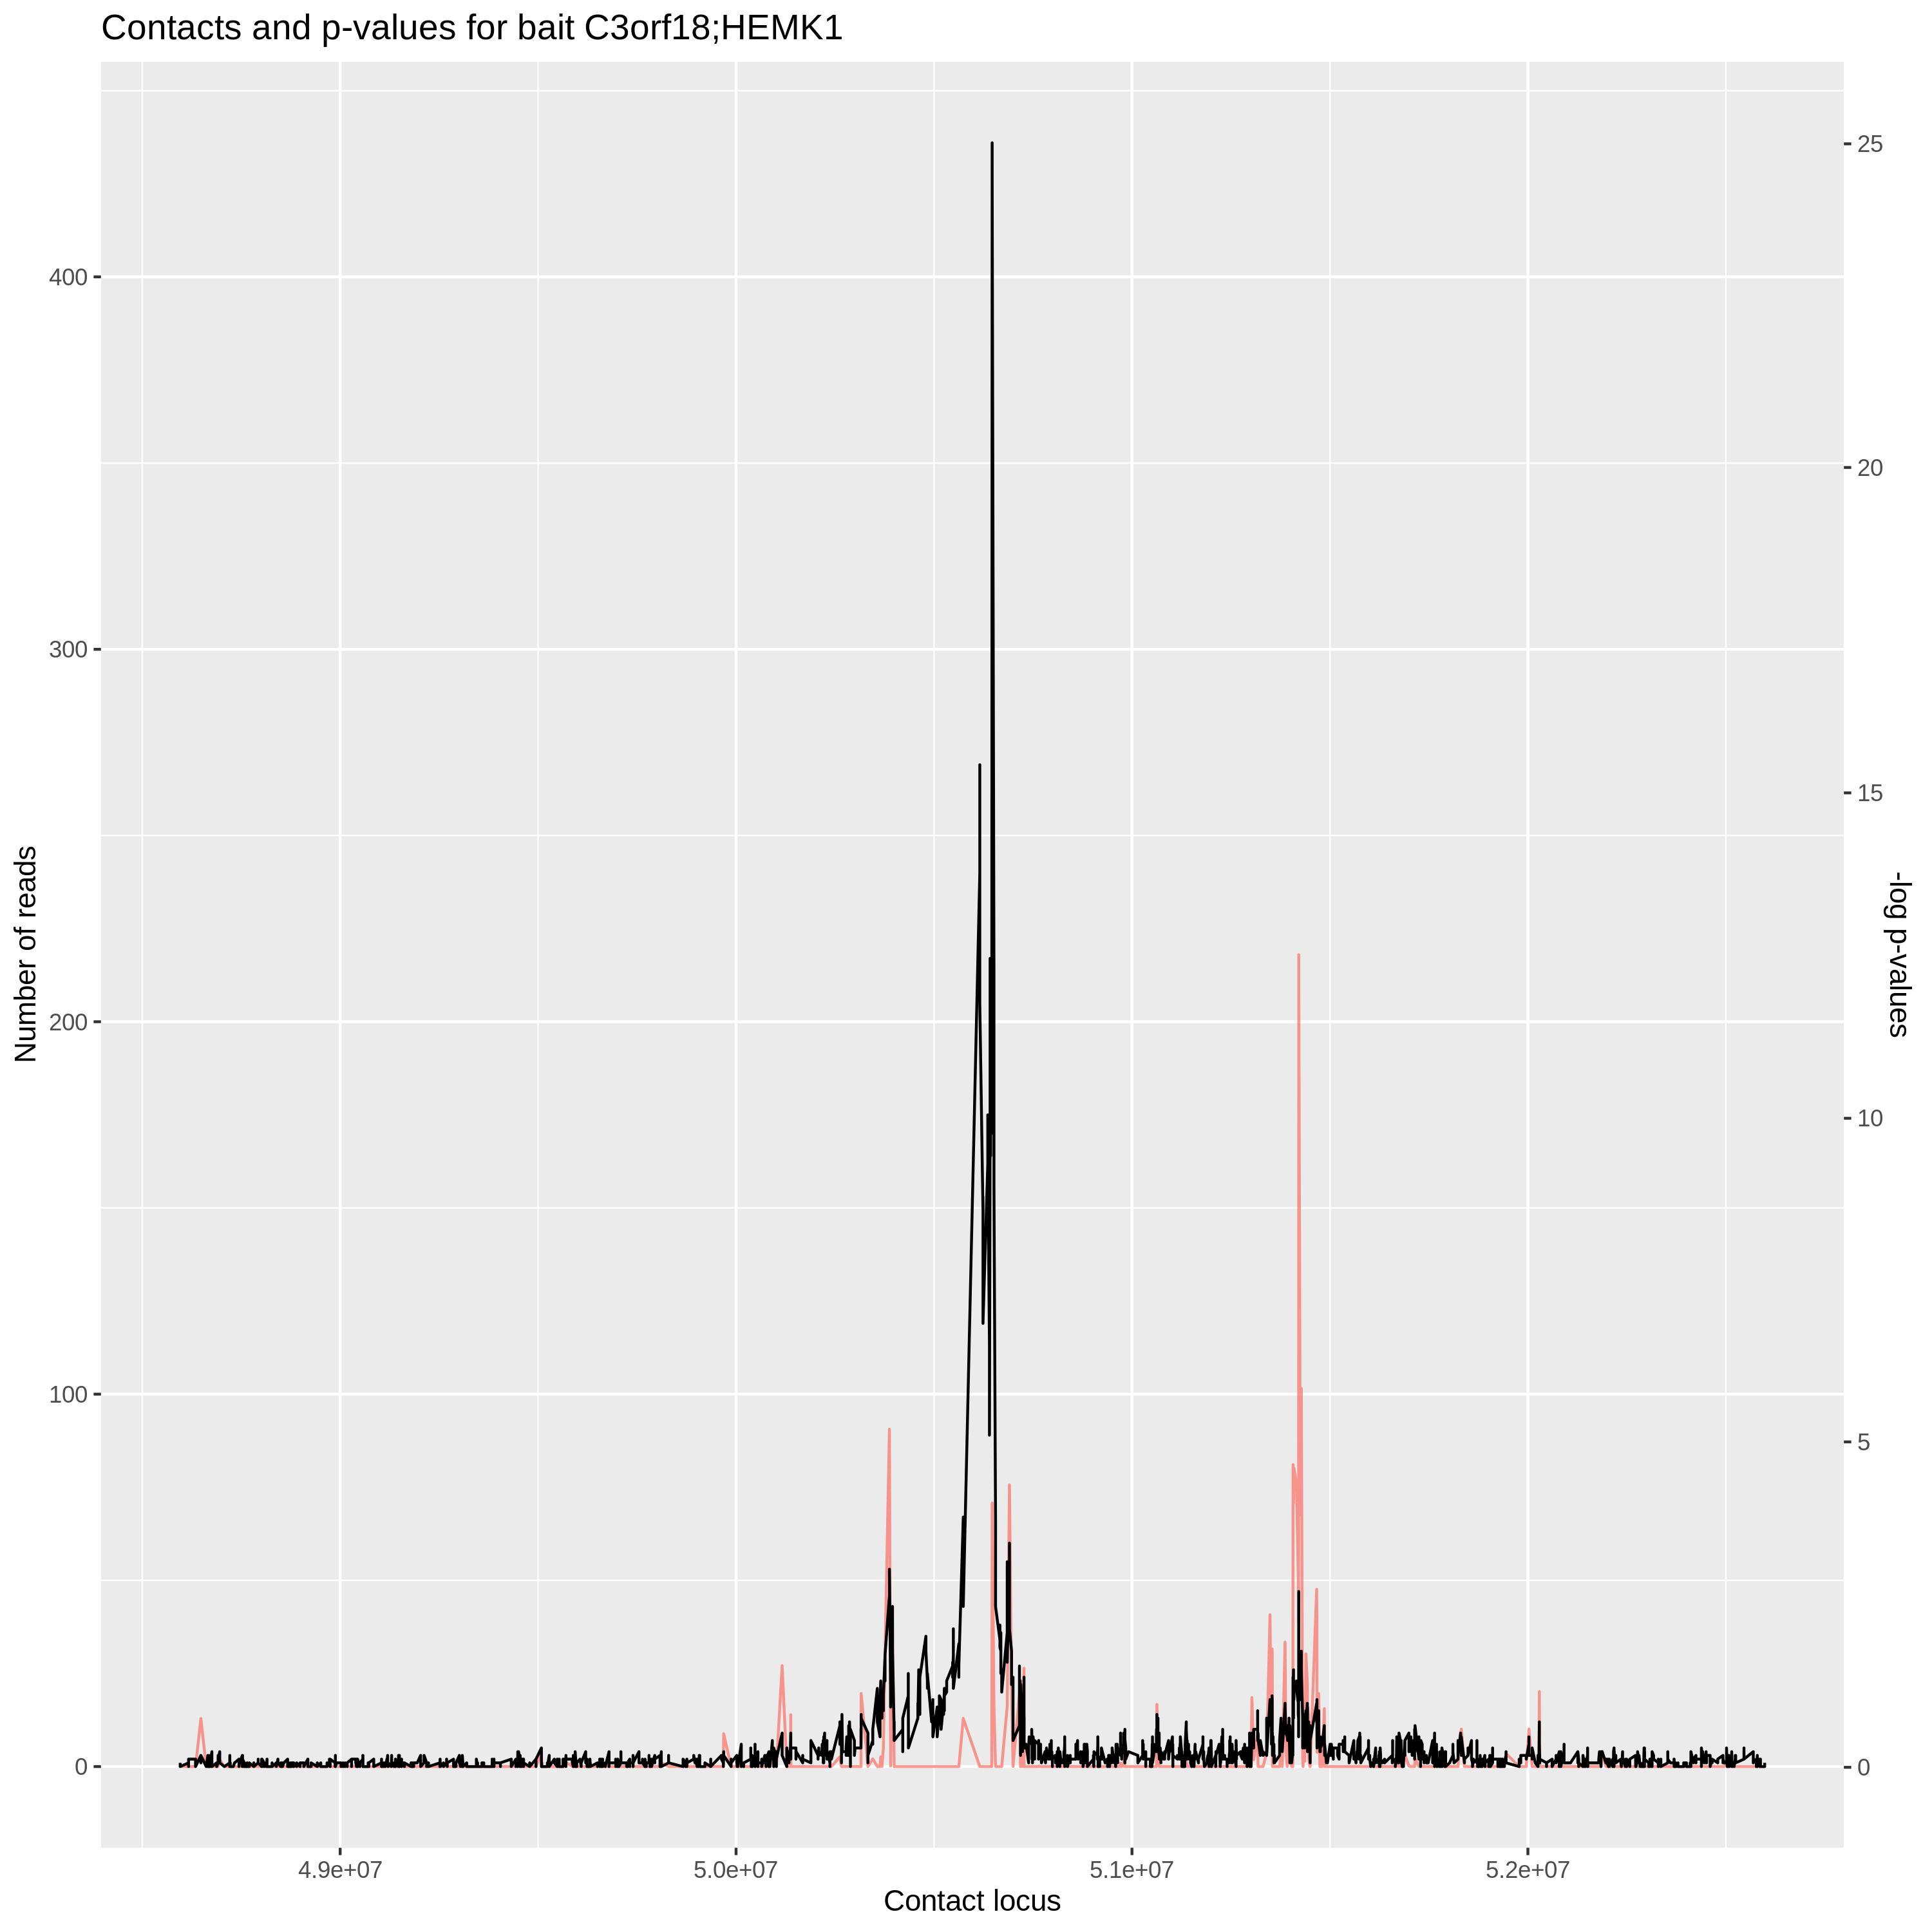 Contacts and p-values for bait C3orf18;HEMK1
Number of reads
400
300
200
100
0
25
20
15
10
5
0
-log p-values
4.9e+07
5.0e+07
5.1e+07
5.2e+07
Contact locus